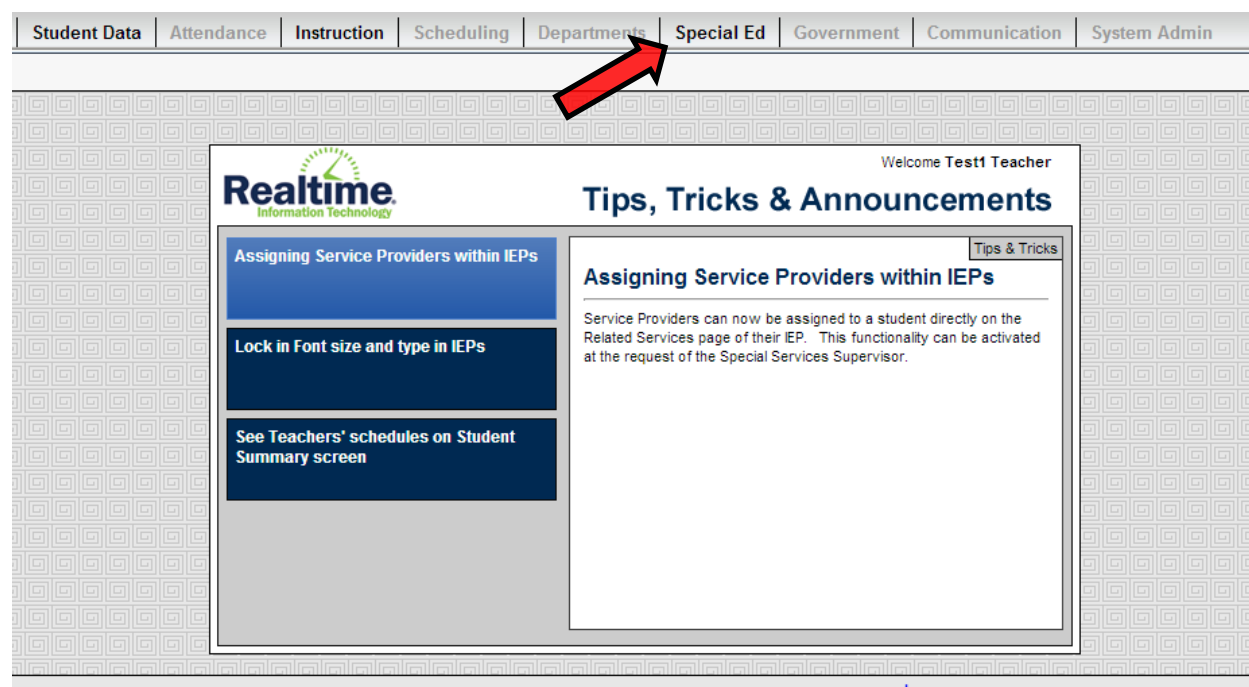 Student Data Attendance Instruction Scheduling Departments Special Ed Government Communication System Admin
Welcome Test1 Teacher
Realtime.
Information Technology
Tips, Tricks & Announcements
Assigning Service Providers within IEPs
Lock in Font size and type in IEPs
See Teachers' schedules on Student
Summary screen
Tips & Tricks
Assigning Service Providers within IEPs
Service Providers can now be assigned to a student directly on the
Related Services page of their IEP. This functionality can be activated
at the request of the Special Services Supervisor.